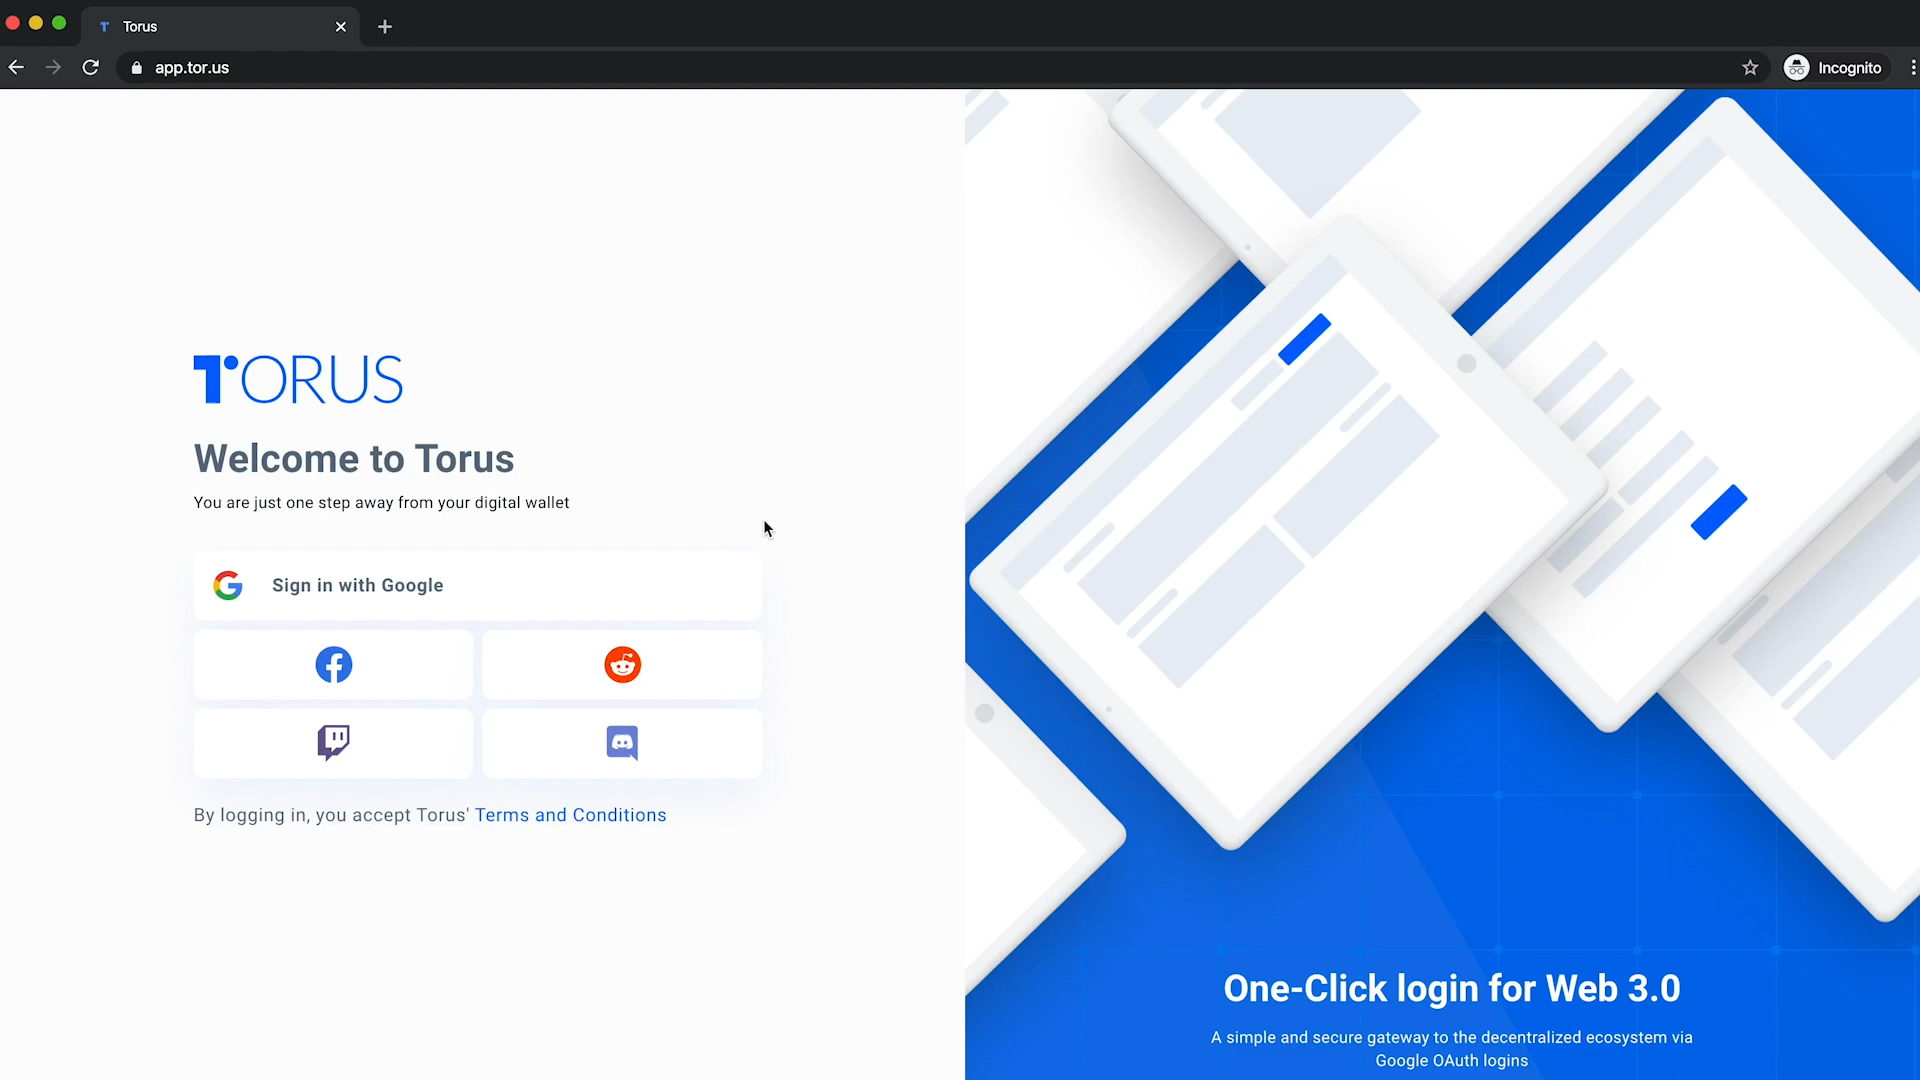 Torus
app.tor.us
Incognito
TORUS
Welcome to Torus
You are just one step away from your digital wallet
Sign in with Google
By logging in, you accept Torus' Terms and Conditions
One-Click login for Web 3.0
A simple and secure gateway to the decentralized ecosystem via
Google OAuth logins